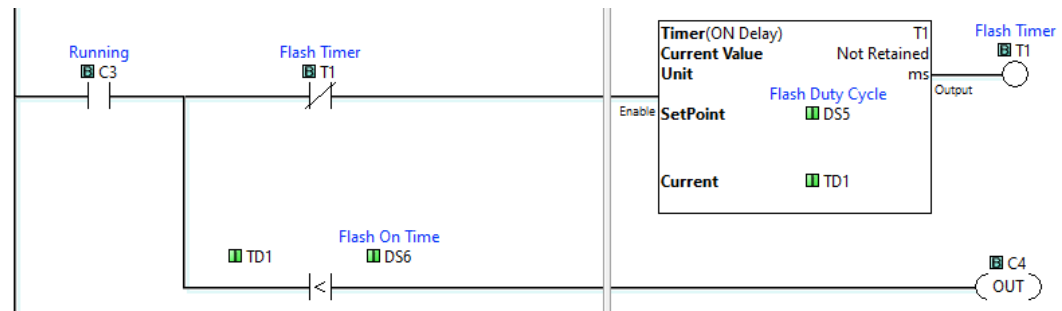 Running
C3
Flash Timer
T1
Timer(ON Delay) T1
Current Value Not Retained
Unit ms
Flash Duty Cycle
Enable SetPoint DS5
Current TD1
Flash Timer
T1
Output
Flash On Time
TD1 DS6
<
C4
OUT